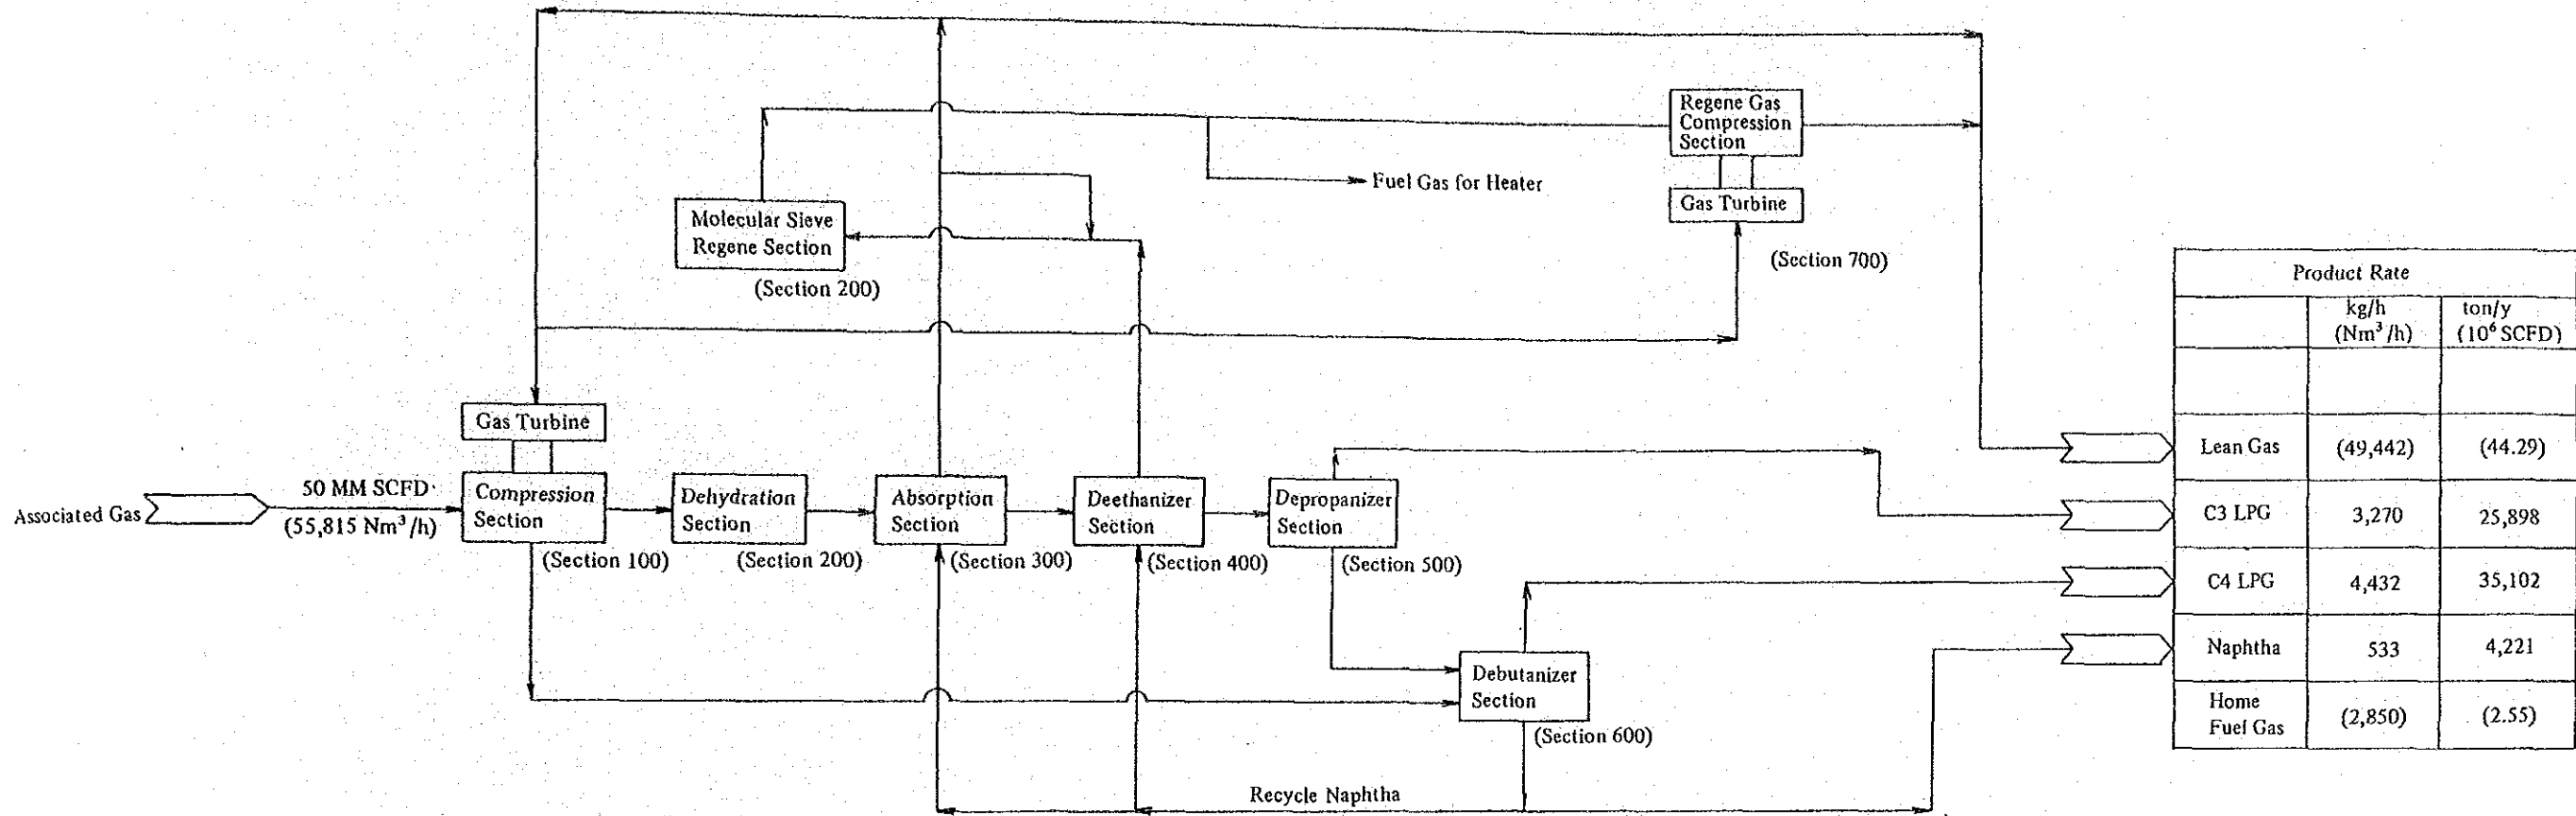 Regene Gas
Compression
Section
Gas Turbine
(Section 700)
Fuel Gas for Heater
Molecular Sieve
Regene Section
(Section 200)
Gas Turbine
Associated Gas
50 MM SCFD
(55,815 Nm³/h)
Compression
Section
(Section 100)
Dehydration
Section
(Section 200)
Absorption
Section
(Section 300)
Deethanizer
Section
(Section 400)
Depropanizer
Section
(Section 500)
Debutanizer
Section
(Section 600)
Recycle Naphtha
Product Rate
kg/h ton/y
(Nm³/h) (10⁶ SCFD)
Lean Gas (49,442) (44.29)
C3 LPG 3,270 25,898
C4 LPG 4,432 35,102
Naphtha 533 4,221
Home
Fuel Gas (2,850) (2.55)